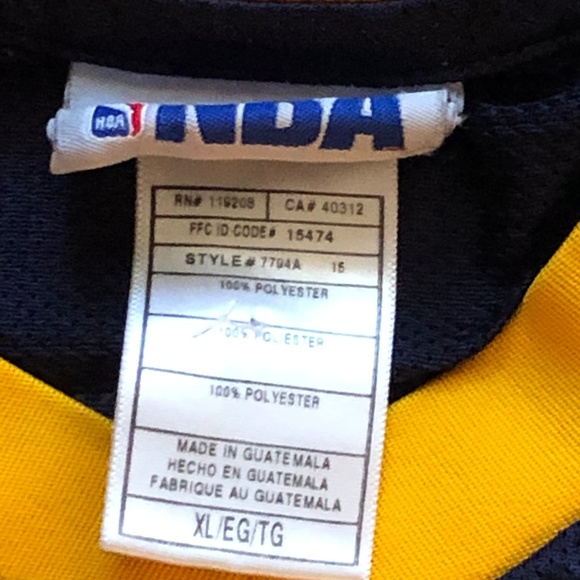 NBA NBA
RN# 119208 CA# 40312
FFC ID CODE# 15474
STYLE# 7794A 15
100% POLYESTER
100% POLYESTER
100% POLYESTER
MADE IN GUATEMALA
HECHO EN GUATEMALA
FABRIQUE AU GUATEMALA
XL/EG/TG